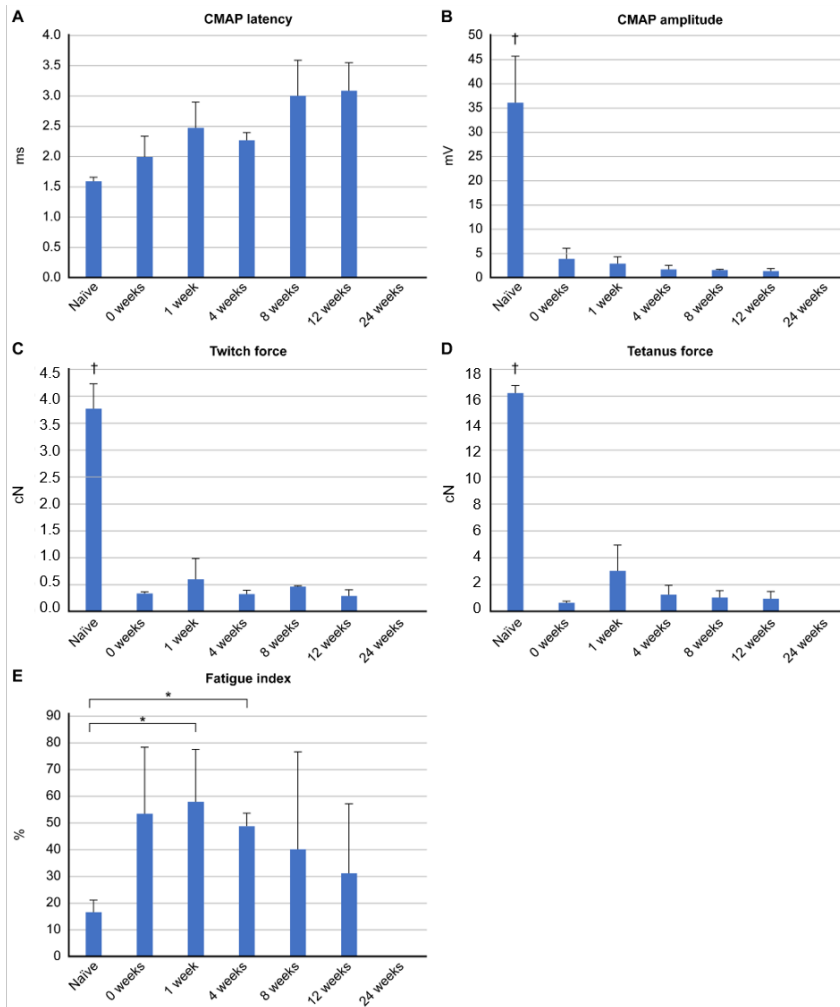 A
CMAP latency
ms
4.0
3.5
3.0
2.5
2.0
1.5
1.0
0.5
0.0
Naïve
0 weeks
1 week
4 weeks
8 weeks
12 weeks
24 weeks
B
CMAP amplitude
mV
50
45
40
35
30
25
20
15
10
5
0
†
Naïve
0 weeks
1 week
4 weeks
8 weeks
12 weeks
24 weeks
C
Twitch force
cN
4.5
4.0
3.5
3.0
2.5
2.0
1.5
1.0
0.5
0.0
†
Naïve
0 weeks
1 week
4 weeks
8 weeks
12 weeks
24 weeks
D
Tetanus force
cN
18
16
14
12
10
8
6
4
2
0
†
Naïve
0 weeks
1 week
4 weeks
8 weeks
12 weeks
24 weeks
E
Fatigue index
%
90
80
70
60
50
40
30
20
10
0
*
*
Naïve
0 weeks
1 week
4 weeks
8 weeks
12 weeks
24 weeks